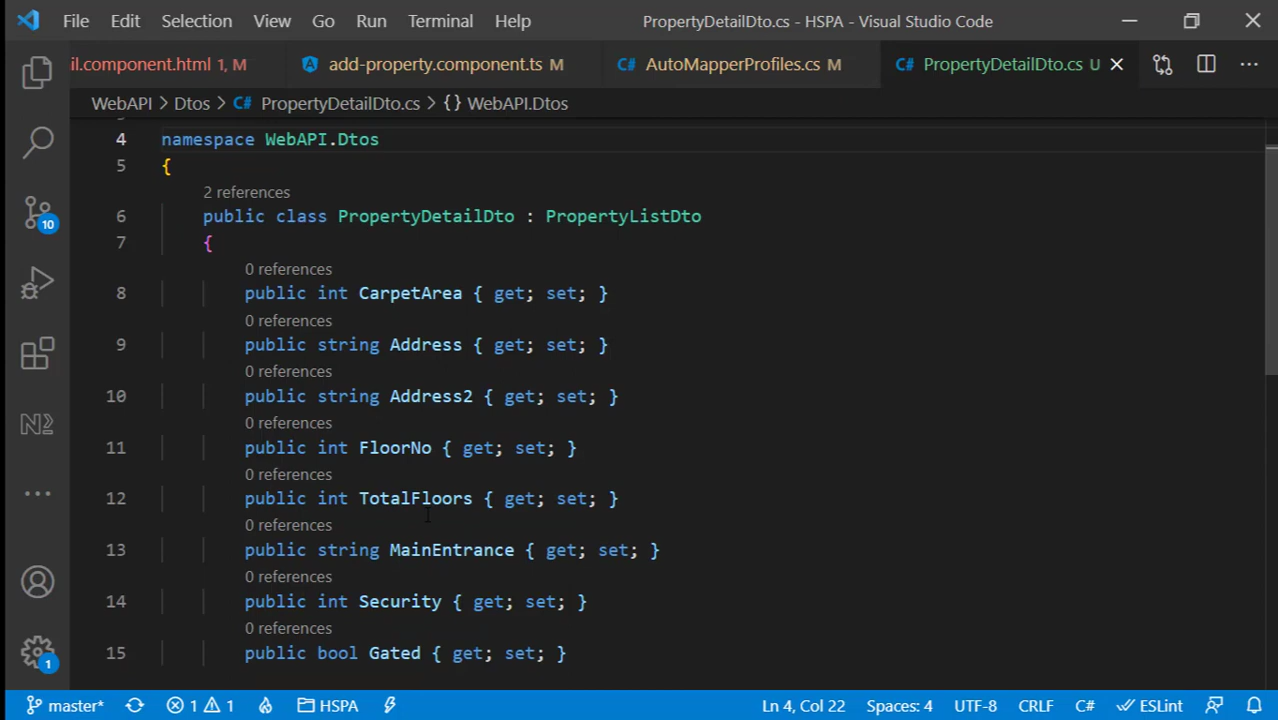 File Edit Selection View Go Run Terminal Help PropertyDetailDto.cs - HSPA - Visual Studio Code
il.component.html 1, M add-property.component.ts M C# AutoMapperProfiles.cs M C# PropertyDetailDto.cs U
WebAPI > Dtos > C# PropertyDetailDto.cs > {} WebAPI.Dtos
4 namespace WebAPI.Dtos
5 {
2 references
6 public class PropertyDetailDto : PropertyListDto
7 {
0 references
8 public int CarpetArea { get; set; }
0 references
9 public string Address { get; set; }
0 references
10 public string Address2 { get; set; }
0 references
11 public int FloorNo { get; set; }
0 references
12 public int TotalFloors { get; set; }
0 references
13 public string MainEntrance { get; set; }
0 references
14 public int Security { get; set; }
0 references
15 public bool Gated { get; set; }
10
1
master* 1 1 HSPA Ln 4, Col 22 Spaces: 4 UTF-8 CRLF C# ESLint